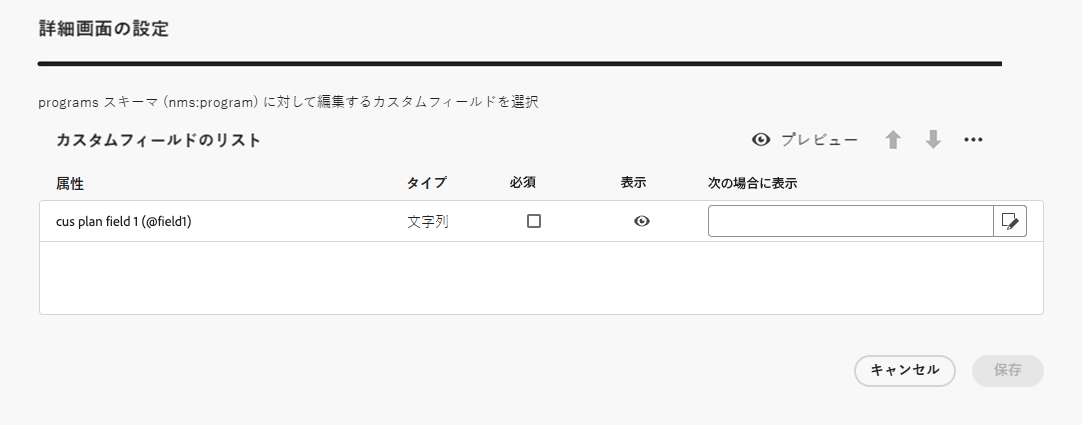 詳細画面の設定
programs スキーマ (nms:program) に対して編集するカスタムフィールドを選択
カスタムフィールドのリスト プレビュー
属性 タイプ 必須 表示 次の場合に表示
cus plan field 1 (@field1) 文字列
キャンセル 保存